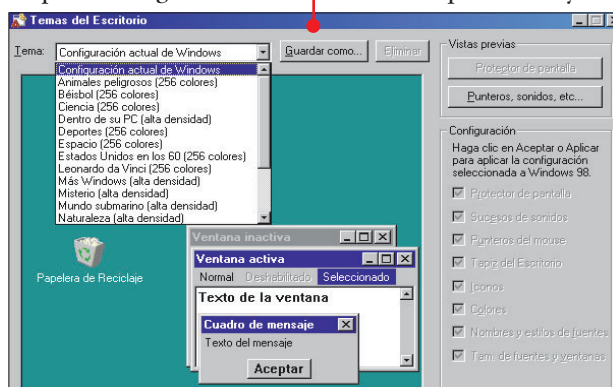 Temas del Escritorio
Tema:
Configuración actual de Windows
Guardar como...
Eliminar
Configuración actual de Windows
Animales peligrosos (256 colores)
Béisbol (256 colores)
Ciencia (256 colores)
Dentro de su PC (alta densidad)
Deportes (256 colores)
Espacio (256 colores)
Estados Unidos en los 60 (256 colores)
Leonardo da Vinci (256 colores)
Más Windows (alta densidad)
Misterio (alta densidad)
Mundo submarino (alta densidad)
Naturaleza (alta densidad)
Papelera de Reciclaje
Ventana inactiva
Ventana activa
Normal Deshabilitado Seleccionado
Texto de la ventana
Cuadro de mensaje
Texto del mensaje
Aceptar
Vistas previas
Protector de pantalla
Punteros, sonidos, etc...
Configuración
Haga clic en Aceptar o Aplicar
para aplicar la configuración
seleccionada a Windows 98.
Protector de pantalla
Sucesos de sonidos
Punteros del mouse
Tapiz del Escritorio
Iconos
Colores
Nombres y estilos de fuentes
Tam. de fuentes y ventanas